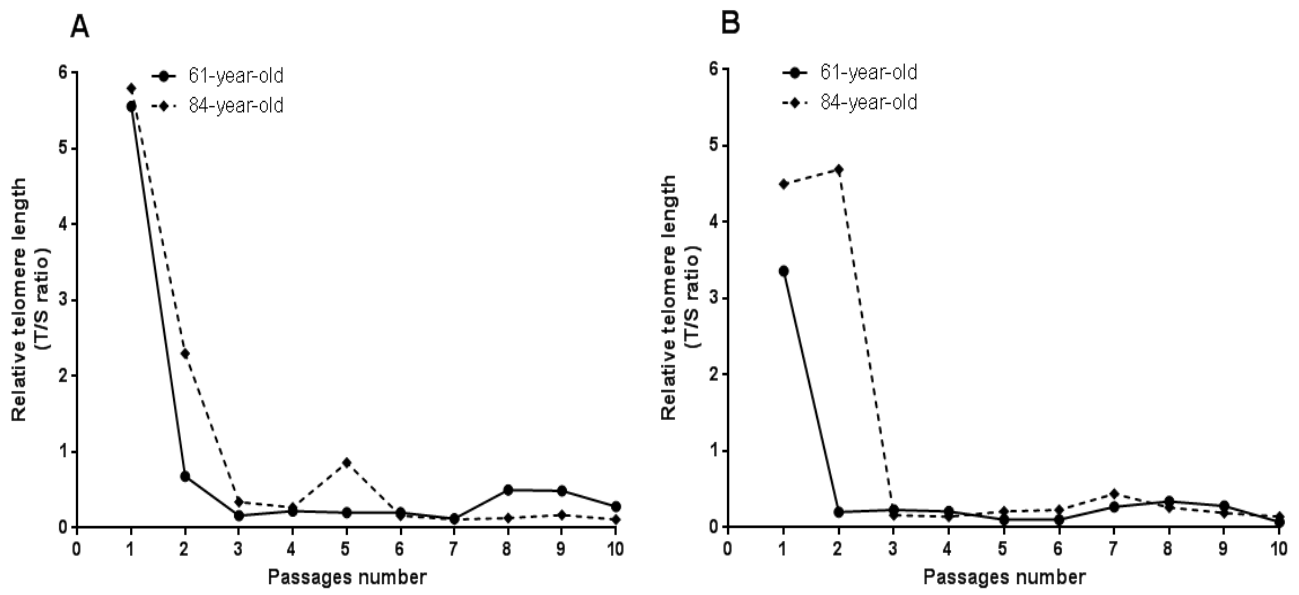 A
61-year-old
84-year-old
6
5
4
3
2
1
0
Relative telomere length
(T/S ratio)
0 1 2 3 4 5 6 7 8 9 10
Passages number
B
61-year-old
84-year-old
6
5
4
3
2
1
0
Relative telomere length
(T/S ratio)
0 1 2 3 4 5 6 7 8 9 10
Passages number